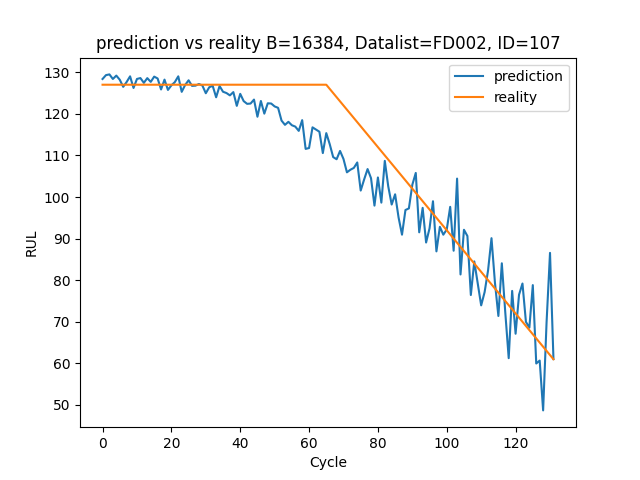 prediction vs reality B=16384, Datalist=FD002, ID=107
prediction
reality
RUL
130
120
110
100
90
80
70
60
50
0 20 40 60 80 100 120
Cycle